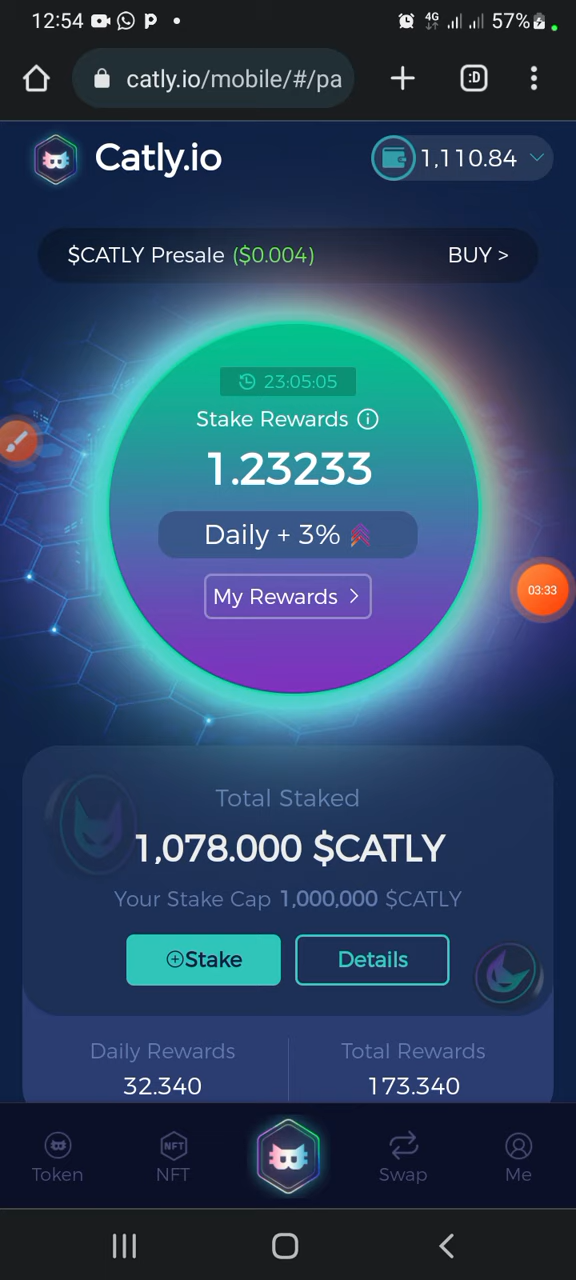 12:54
4G
57%
catly.io/mobile/#/pa
:D
Catly.io
1,110.84
$CATLY Presale ($0.004)
BUY >
23:05:05
Stake Rewards
1.23233
Daily + 3%
My Rewards >
03:33
Total Staked
1,078.000 $CATLY
Your Stake Cap 1,000,000 $CATLY
Stake
Details
Daily Rewards
Total Rewards
32.340
173.340
Token
NFT
NFT
Swap
Me